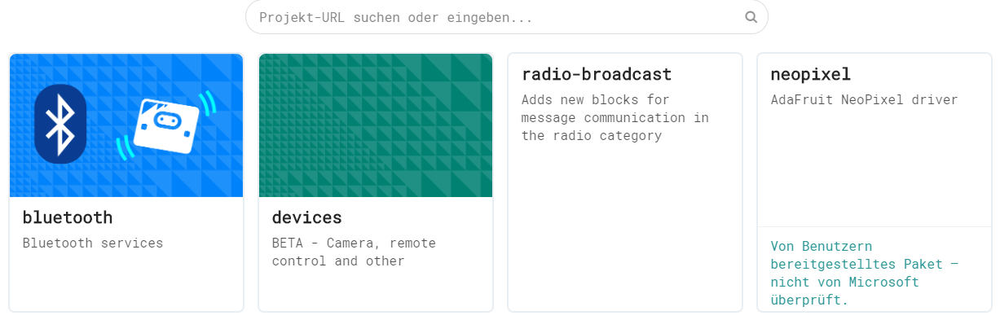 Projekt-URL suchen oder eingeben...
bluetooth
Bluetooth services
devices
BETA - Camera, remote
control and other
radio-broadcast
Adds new blocks for
message communication in
the radio category
neopixel
AdaFruit NeoPixel driver
Von Benutzern
bereitgestelltes Paket –
nicht von Microsoft
überprüft.